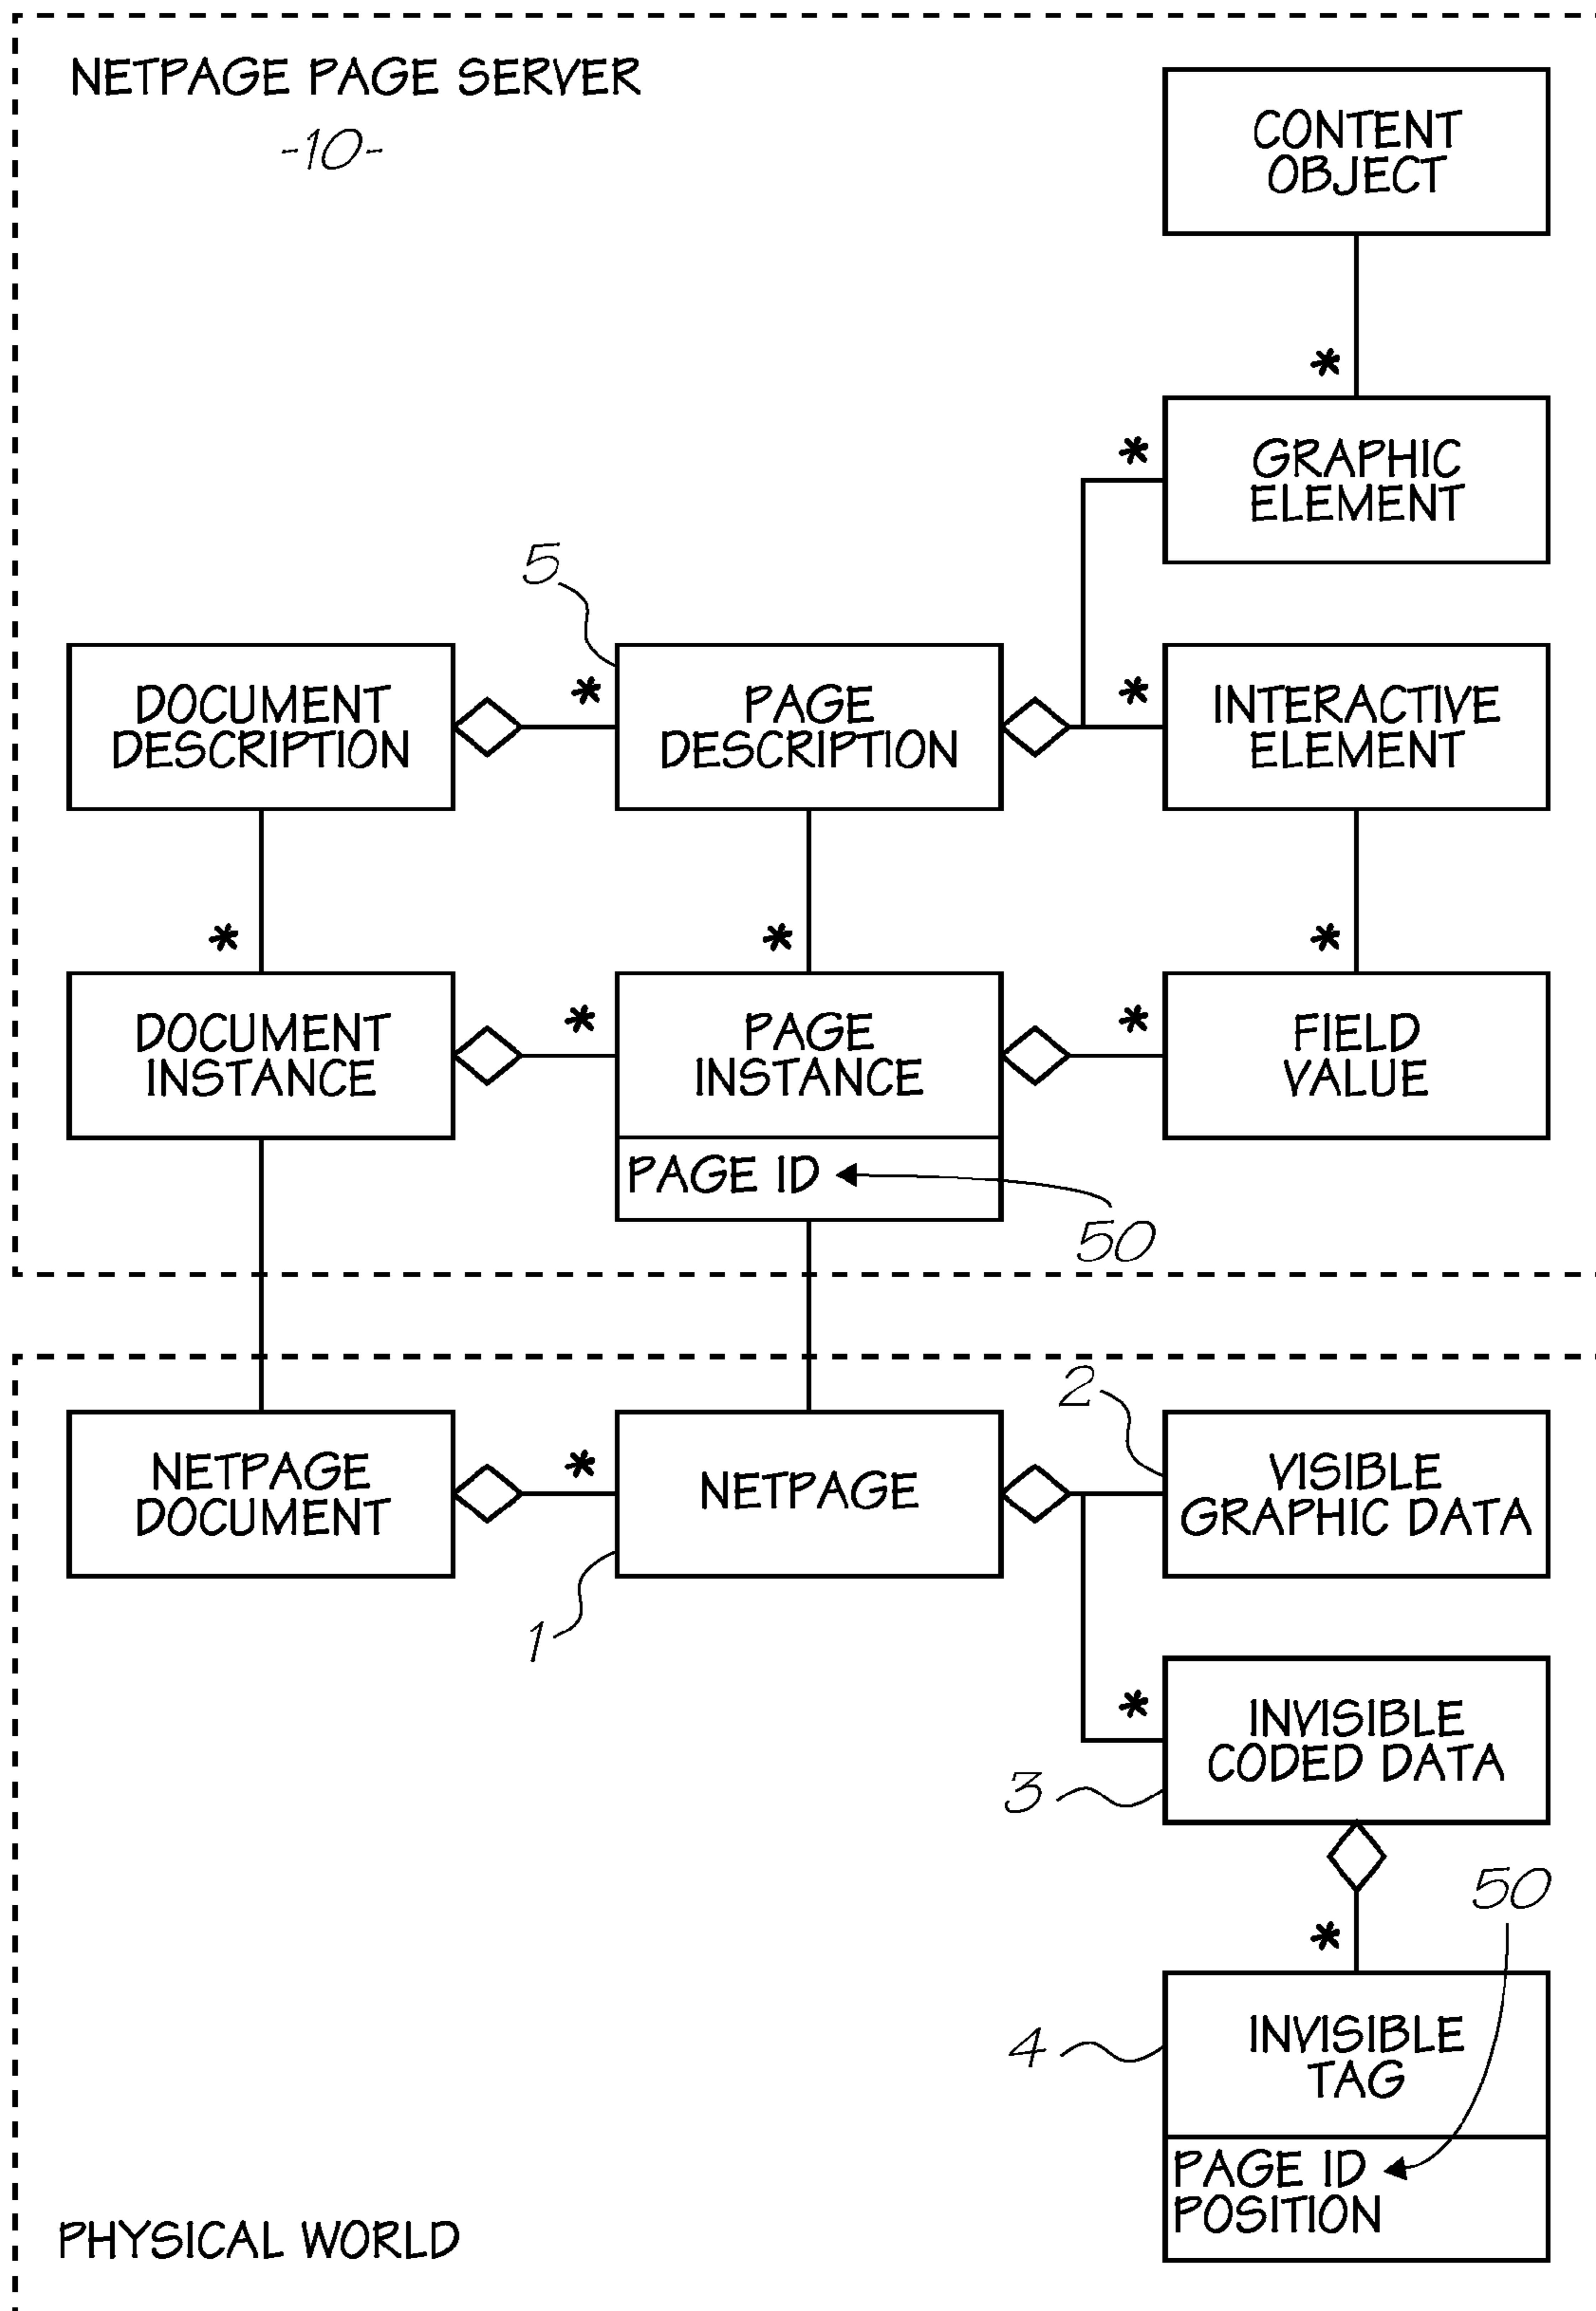 NETPAGE PAGE SERVER
-10-
CONTENT
OBJECT
*
*
GRAPHIC
ELEMENT
5
DOCUMENT
DESCRIPTION
*
PAGE
DESCRIPTION
*
INTERACTIVE
ELEMENT
*
*
*
DOCUMENT
INSTANCE
*
PAGE
INSTANCE
*
FIELD
VALUE
PAGE ID
50
NETPAGE
DOCUMENT
*
NETPAGE
2
VISIBLE
GRAPHIC DATA
1
*
INVISIBLE
CODED DATA
3
50
*
4
INVISIBLE
TAG
PAGE ID
POSITION
PHYSICAL WORLD